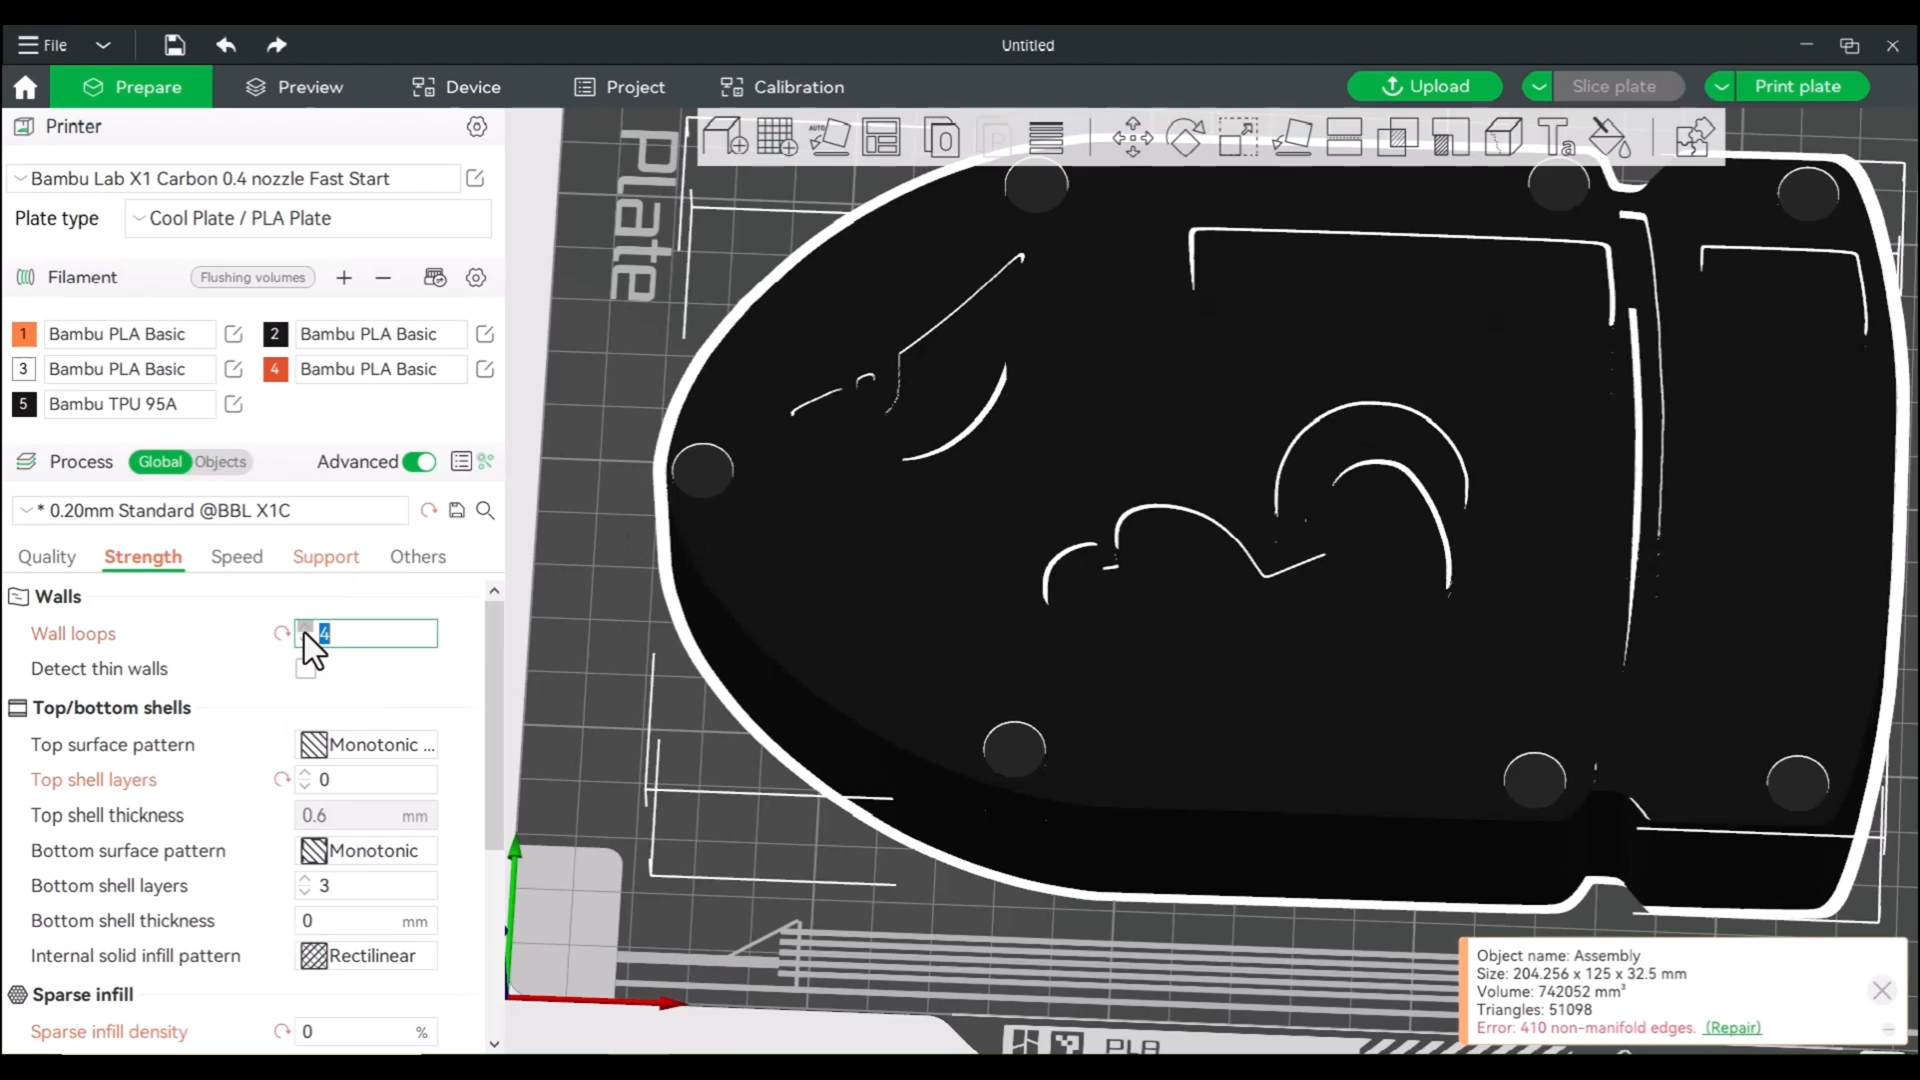 File
Untitled
Prepare
Preview
Device
Project
Calibration
Upload
Slice plate
Print plate
Printer
Bambu Lab X1 Carbon 0.4 nozzle Fast Start
Plate type
Cool Plate / PLA Plate
Filament
Flushing volumes
1 Bambu PLA Basic
2 Bambu PLA Basic
3 Bambu PLA Basic
4 Bambu PLA Basic
5 Bambu TPU 95A
Process
Global
Objects
Advanced
* 0.20mm Standard @BBL X1C
Quality
Strength
Speed
Support
Others
Walls
Wall loops
4
Detect thin walls
Top/bottom shells
Top surface pattern
Monotonic ...
Top shell layers
0
Top shell thickness
0.6 mm
Bottom surface pattern
Monotonic
Bottom shell layers
3
Bottom shell thickness
0 mm
Internal solid infill pattern
Rectilinear
Sparse infill
Sparse infill density
0 %
AUTO
Ta
Plate
Plate
PLA
Object name: Assembly
Size: 204.256 x 125 x 32.5 mm
Volume: 742052 mm³
Triangles: 51098
Error: 410 non-manifold edges. (Repair)